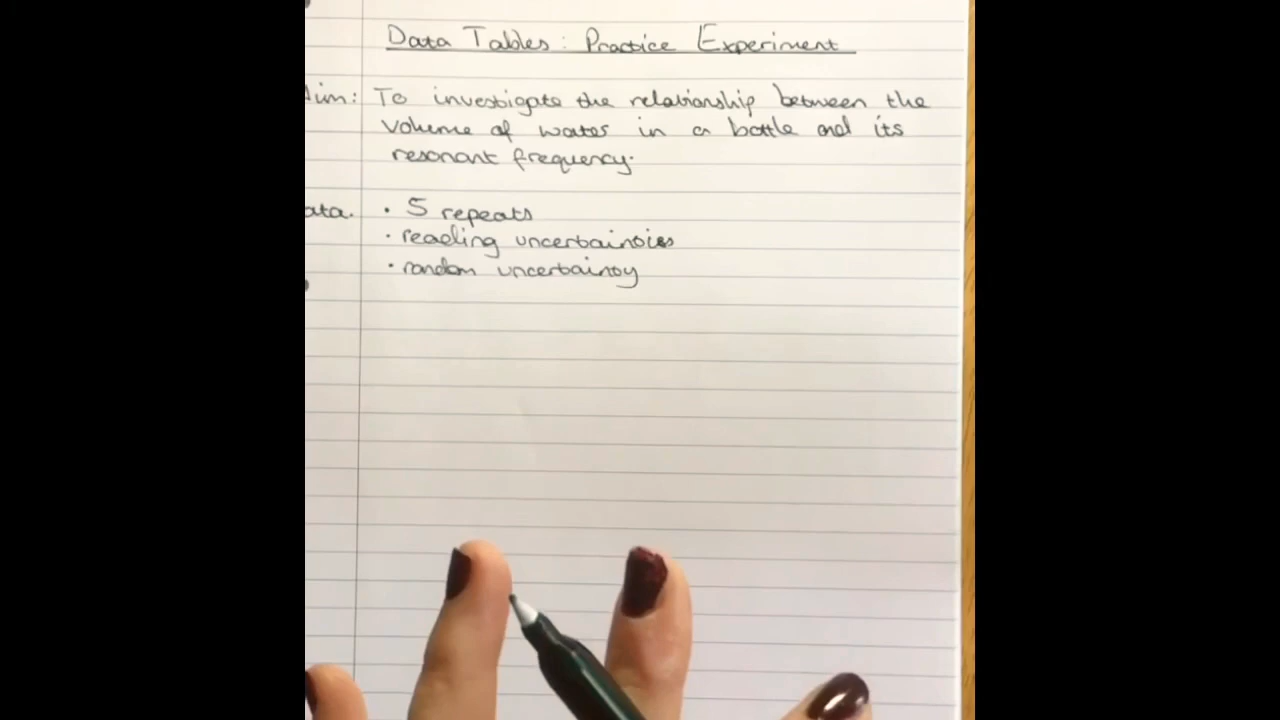 Data Tables: Practice Experiment
Aim: To investigate the relationship between the
volume of water in a bottle and its
resonant frequency.
ata. • 5 repeats
• reading uncertainties
• random uncertainty